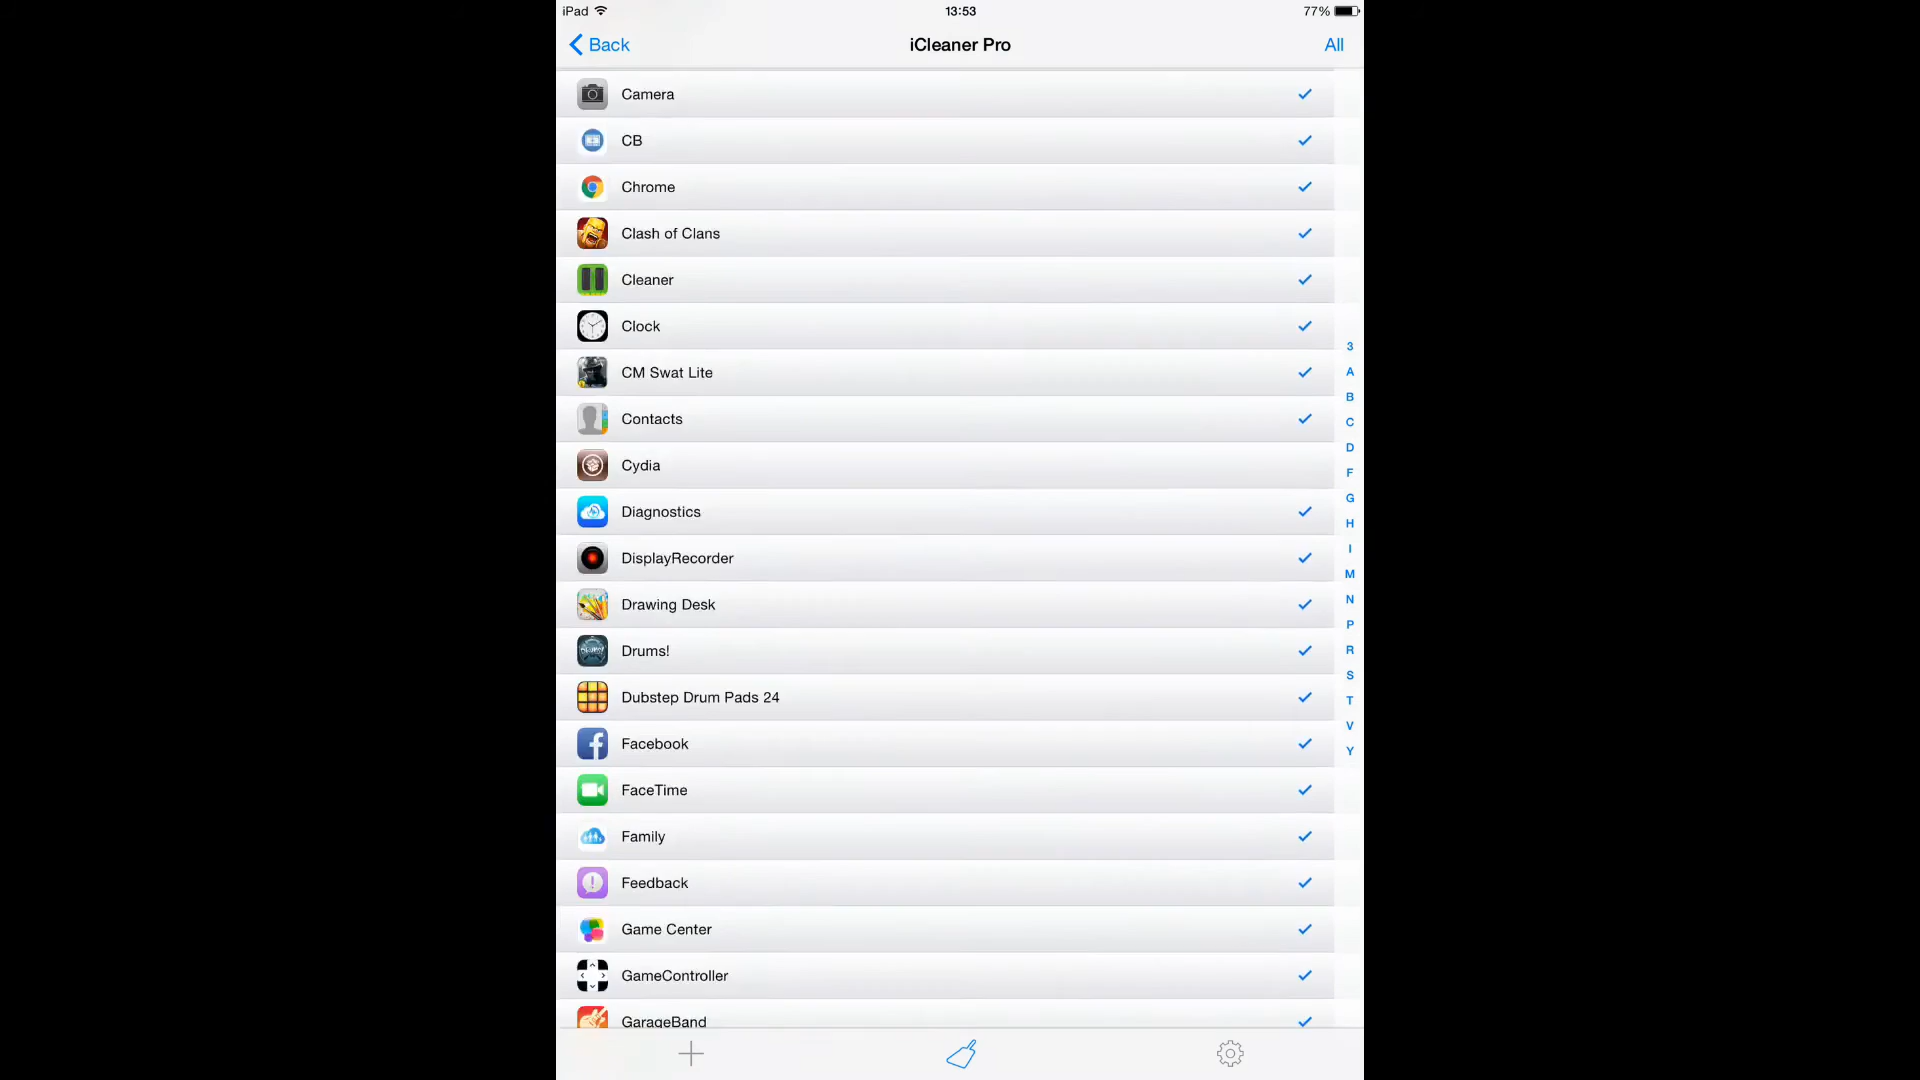 iPad 13:53 77%
Back iCleaner Pro All
Camera
CB
Chrome
Clash of Clans
Cleaner
Clock
CM Swat Lite
Contacts
Cydia
Diagnostics
DisplayRecorder
Drawing Desk
Drums!
Dubstep Drum Pads 24
Facebook
FaceTime
Family
Feedback
Game Center
GameController
GarageBand
3
A
B
C
D
F
G
H
I
M
N
P
R
S
T
V
Y